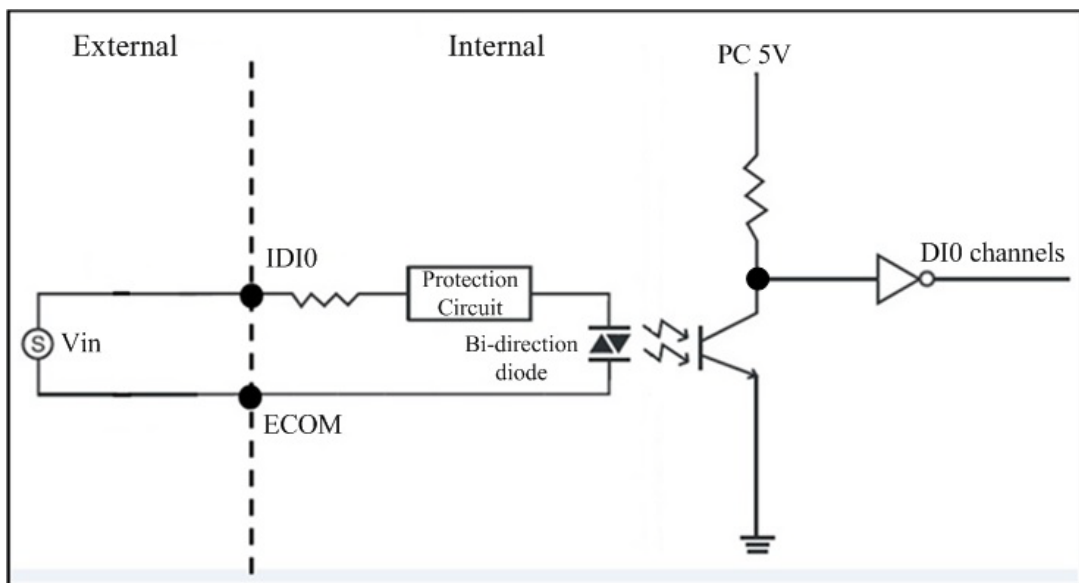 External
Internal
PC 5V
IDI0
Protection
Circuit
DI0 channels
S
Vin
Bi-direction
diode
ECOM